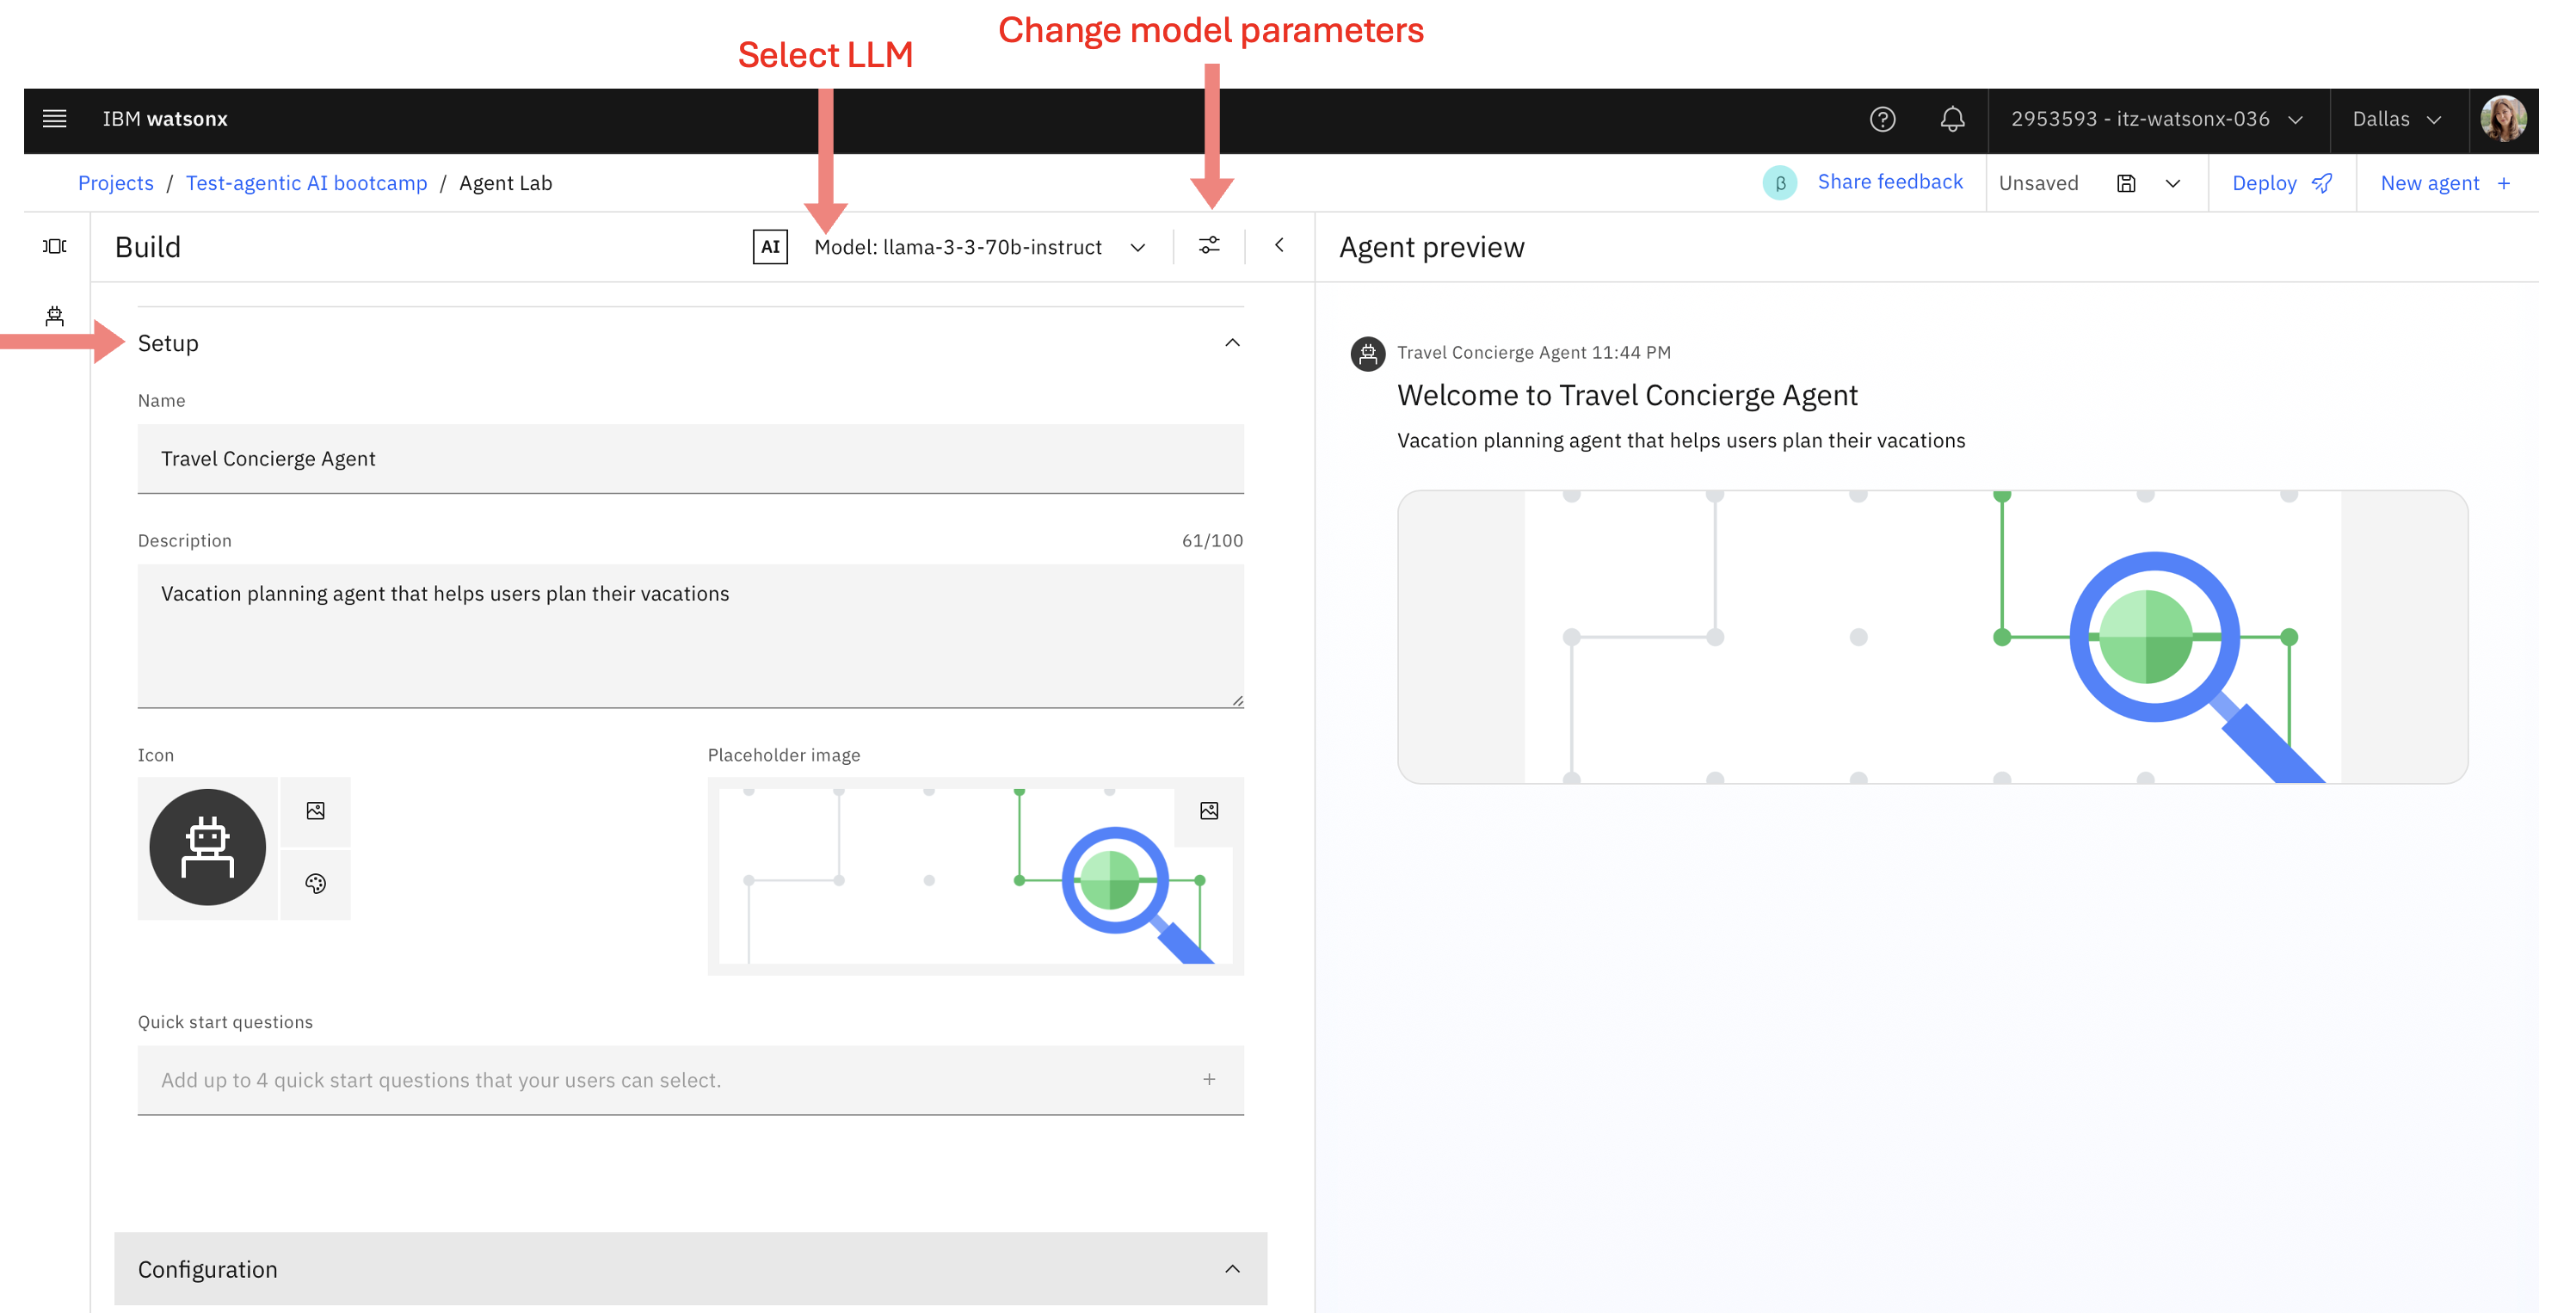 Change model parameters
Select LLM
IBM watsonx
2953593 - itz-watsonx-036
Dallas
Projects / Test-agentic AI bootcamp / Agent Lab
β Share feedback
Unsaved
Deploy
New agent +
Build
AI Model: llama-3-3-70b-instruct
Agent preview
Setup
Name
Travel Concierge Agent
Description 61/100
Vacation planning agent that helps users plan their vacations
Icon
Placeholder image
Quick start questions
Add up to 4 quick start questions that your users can select. +
Configuration
Travel Concierge Agent 11:44 PM
Welcome to Travel Concierge Agent
Vacation planning agent that helps users plan their vacations